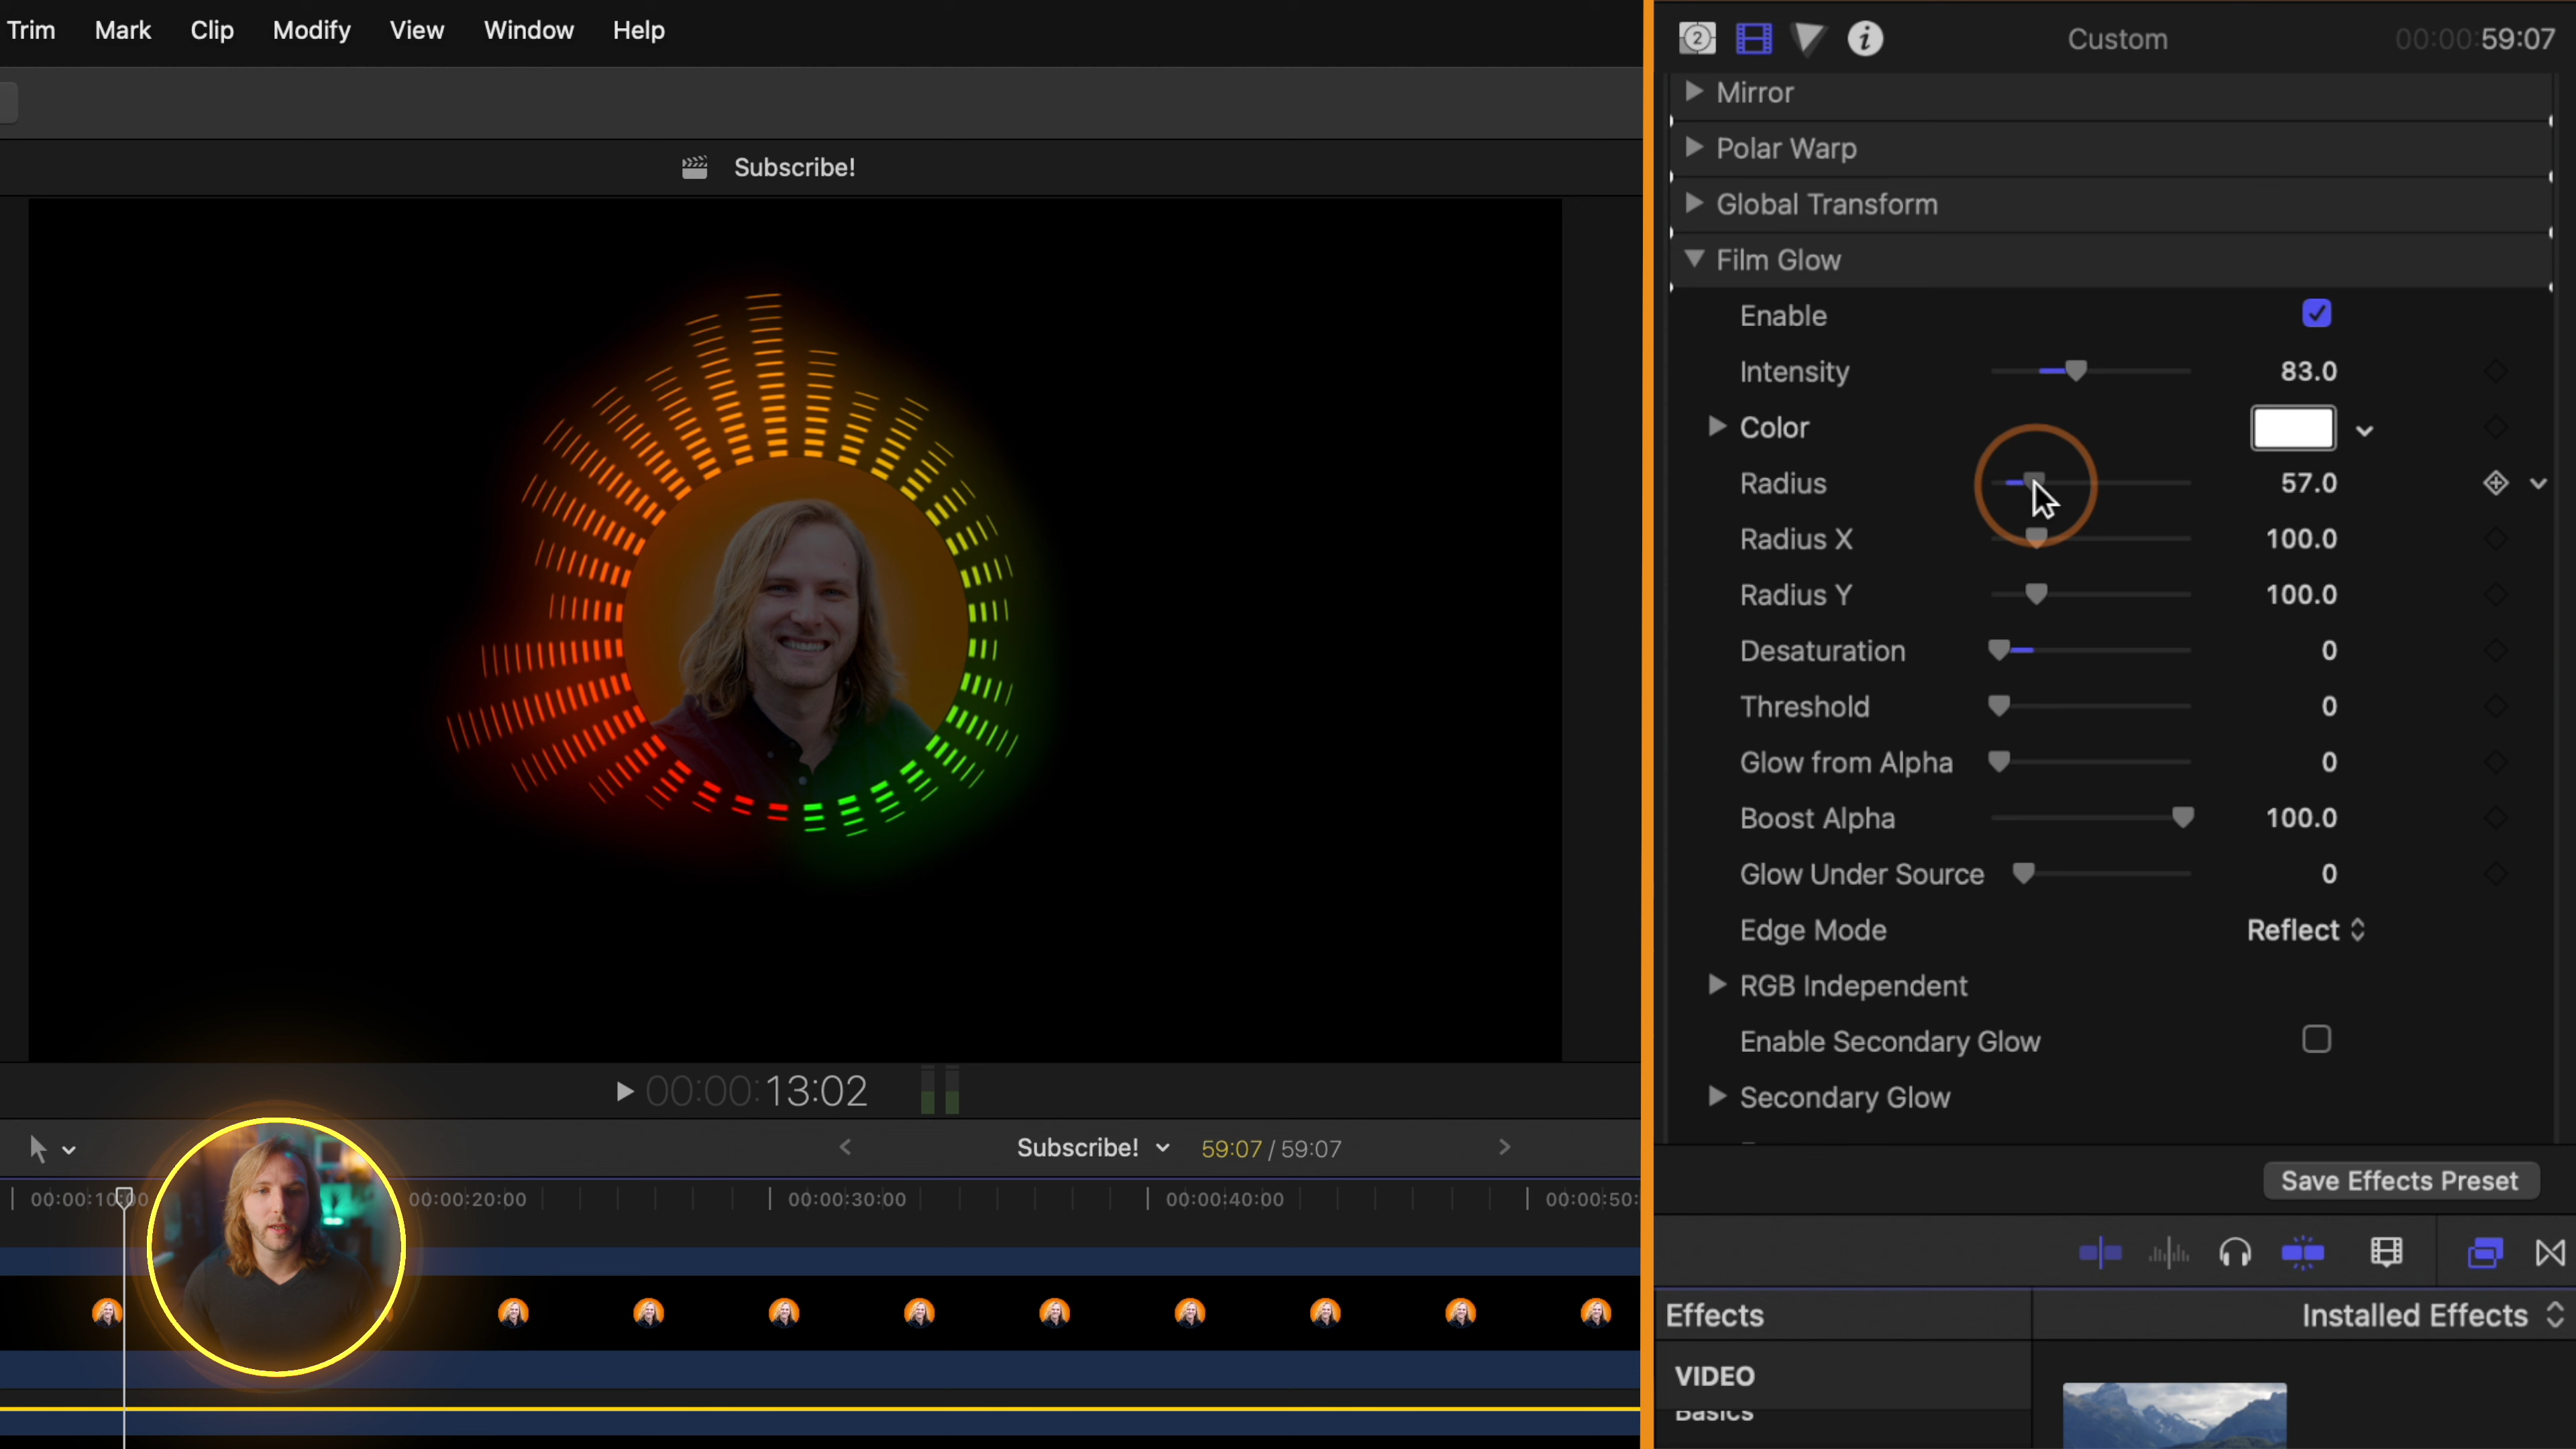 Trim Mark Clip Modify View Window Help
Subscribe!
00:00:13:02
Subscribe! 59:07 / 59:07
00:00:10:00 00:00:20:00 00:00:30:00 00:00:40:00 00:00:50:
2 i Custom 00:00:59:07
Mirror
Polar Warp
Global Transform
Film Glow
Enable
Intensity 83.0
Color
Radius 57.0
Radius X 100.0
Radius Y 100.0
Desaturation 0
Threshold 0
Glow from Alpha 0
Boost Alpha 100.0
Glow Under Source 0
Edge Mode Reflect
RGB Independent
Enable Secondary Glow
Secondary Glow
Save Effects Preset
Effects Installed Effects
VIDEO
Basics